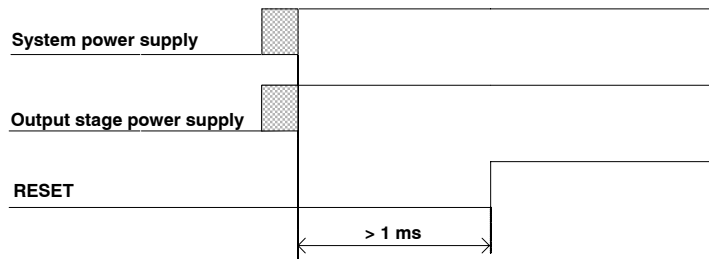 System power supply
Output stage power supply
RESET
> 1 ms